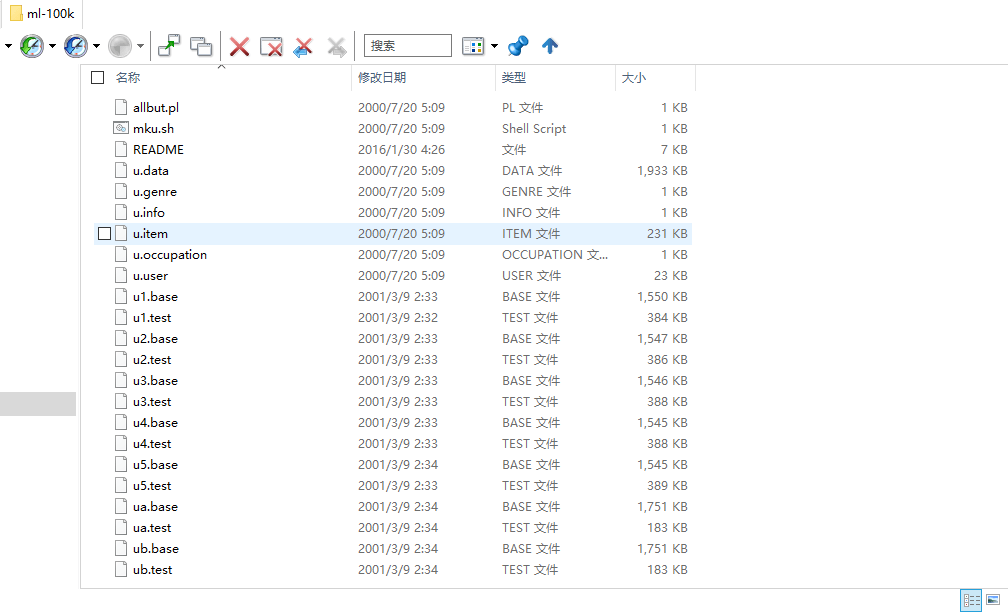 ml-100k
搜索
名称 修改日期 类型 大小
allbut.pl 2000/7/20 5:09 PL 文件 1 KB
mku.sh 2000/7/20 5:09 Shell Script 1 KB
README 2016/1/30 4:26 文件 7 KB
u.data 2000/7/20 5:09 DATA 文件 1,933 KB
u.genre 2000/7/20 5:09 GENRE 文件 1 KB
u.info 2000/7/20 5:09 INFO 文件 1 KB
u.item 2000/7/20 5:09 ITEM 文件 231 KB
u.occupation 2000/7/20 5:09 OCCUPATION 文... 1 KB
u.user 2000/7/20 5:09 USER 文件 23 KB
u1.base 2001/3/9 2:33 BASE 文件 1,550 KB
u1.test 2001/3/9 2:32 TEST 文件 384 KB
u2.base 2001/3/9 2:33 BASE 文件 1,547 KB
u2.test 2001/3/9 2:33 TEST 文件 386 KB
u3.base 2001/3/9 2:33 BASE 文件 1,546 KB
u3.test 2001/3/9 2:33 TEST 文件 388 KB
u4.base 2001/3/9 2:33 BASE 文件 1,545 KB
u4.test 2001/3/9 2:33 TEST 文件 388 KB
u5.base 2001/3/9 2:34 BASE 文件 1,545 KB
u5.test 2001/3/9 2:33 TEST 文件 389 KB
ua.base 2001/3/9 2:34 BASE 文件 1,751 KB
ua.test 2001/3/9 2:34 TEST 文件 183 KB
ub.base 2001/3/9 2:34 BASE 文件 1,751 KB
ub.test 2001/3/9 2:34 TEST 文件 183 KB